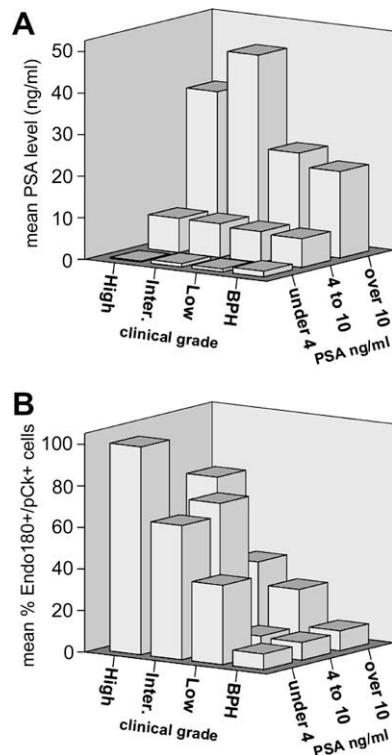 A
mean PSA level (ng/ml)
50
40
30
20
10
0
High
Inter.
Low
BPH
clinical grade
under 4
4 to 10
over 10
PSA ng/ml
B
mean % Endo180+/pCk+ cells
100
80
60
40
20
0
High
Inter.
Low
BPH
clinical grade
under 4
4 to 10
over 10
PSA ng/ml